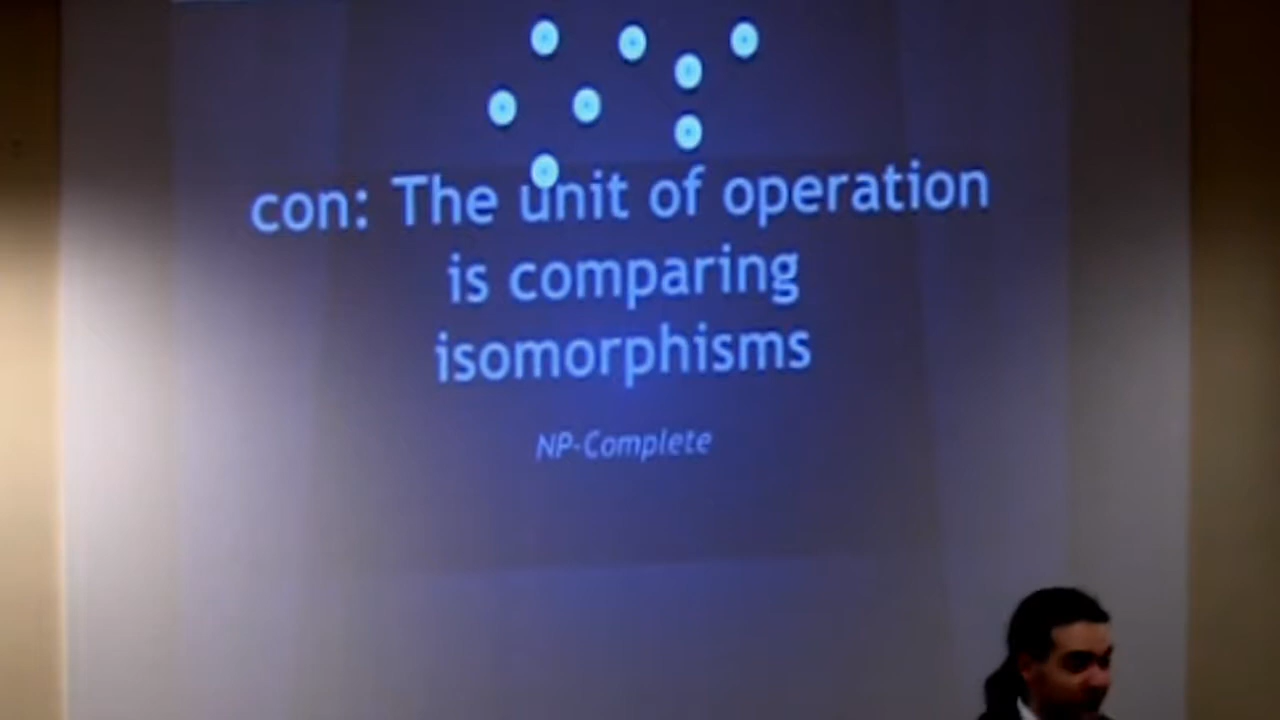 con: The unit of operation
is comparing
isomorphisms
NP-Complete